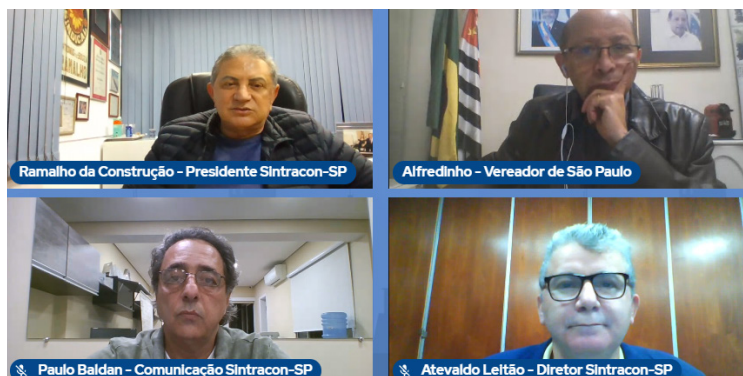 Ramalho da Construção - Presidente Sintracon-SP
Alfredinho - Vereador de São Paulo
Paulo Baldan - Comunicação Sintracon-SP
Atevaldo Leitão - Diretor Sintracon-SP